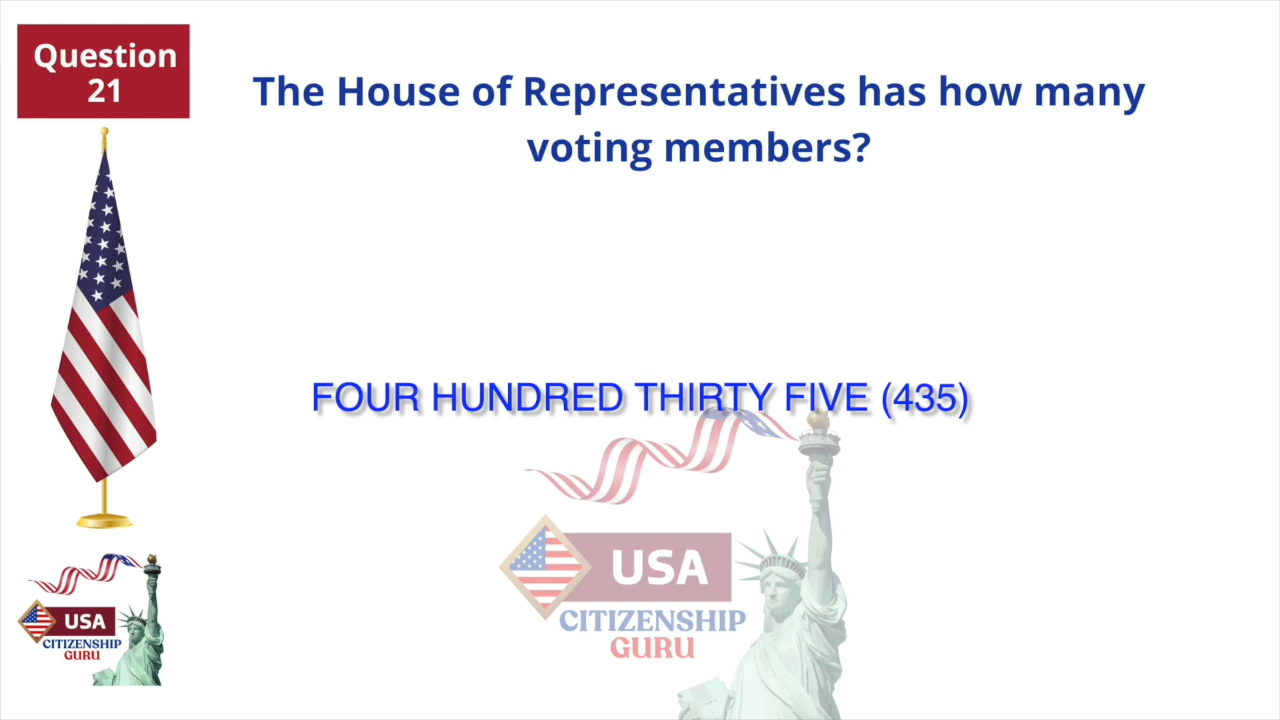 Question
21
The House of Representatives has how many
voting members?
FOUR HUNDRED THIRTY FIVE (435)
USA
CITIZENSHIP
GURU
USA
CITIZENSHIP
GURU